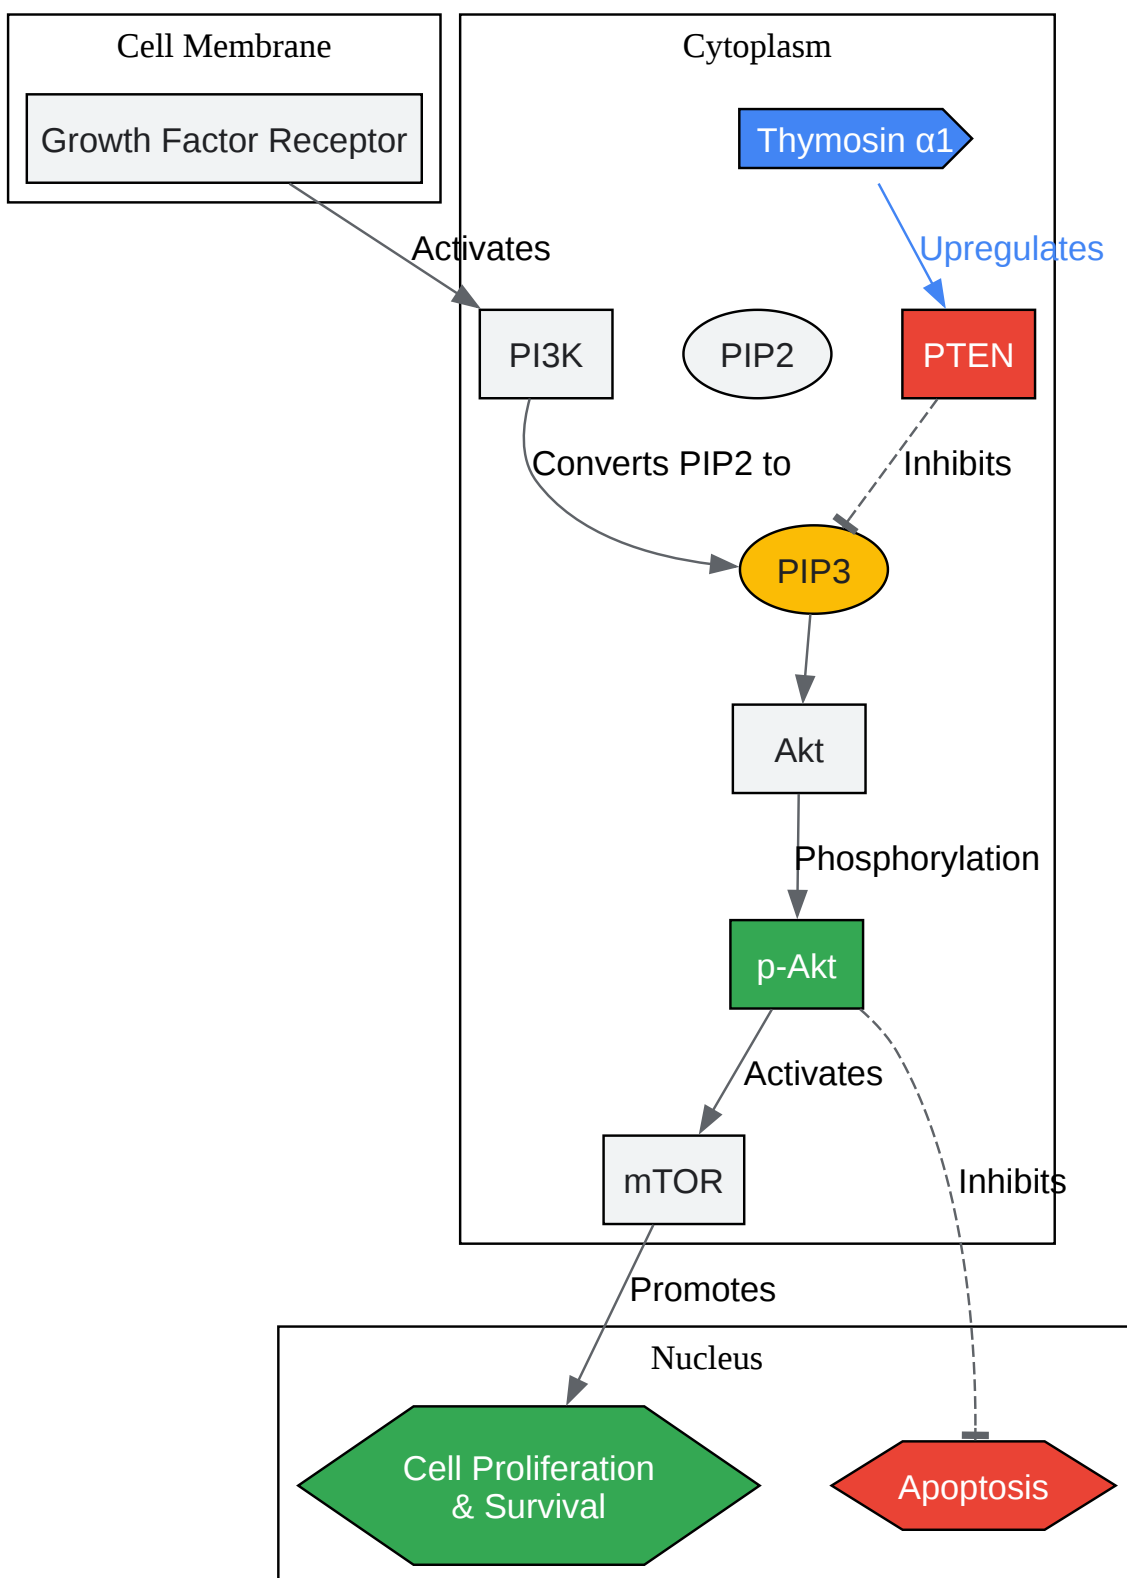 Cell Membrane
Cytoplasm
Growth Factor Receptor
Thymosin α1
Activates
Upregulates
PI3K
PIP2
PTEN
Converts PIP2 to
Inhibits
PIP3
Akt
Phosphorylation
p-Akt
Activates
mTOR
Inhibits
Promotes
Nucleus
Cell Proliferation
& Survival
Apoptosis